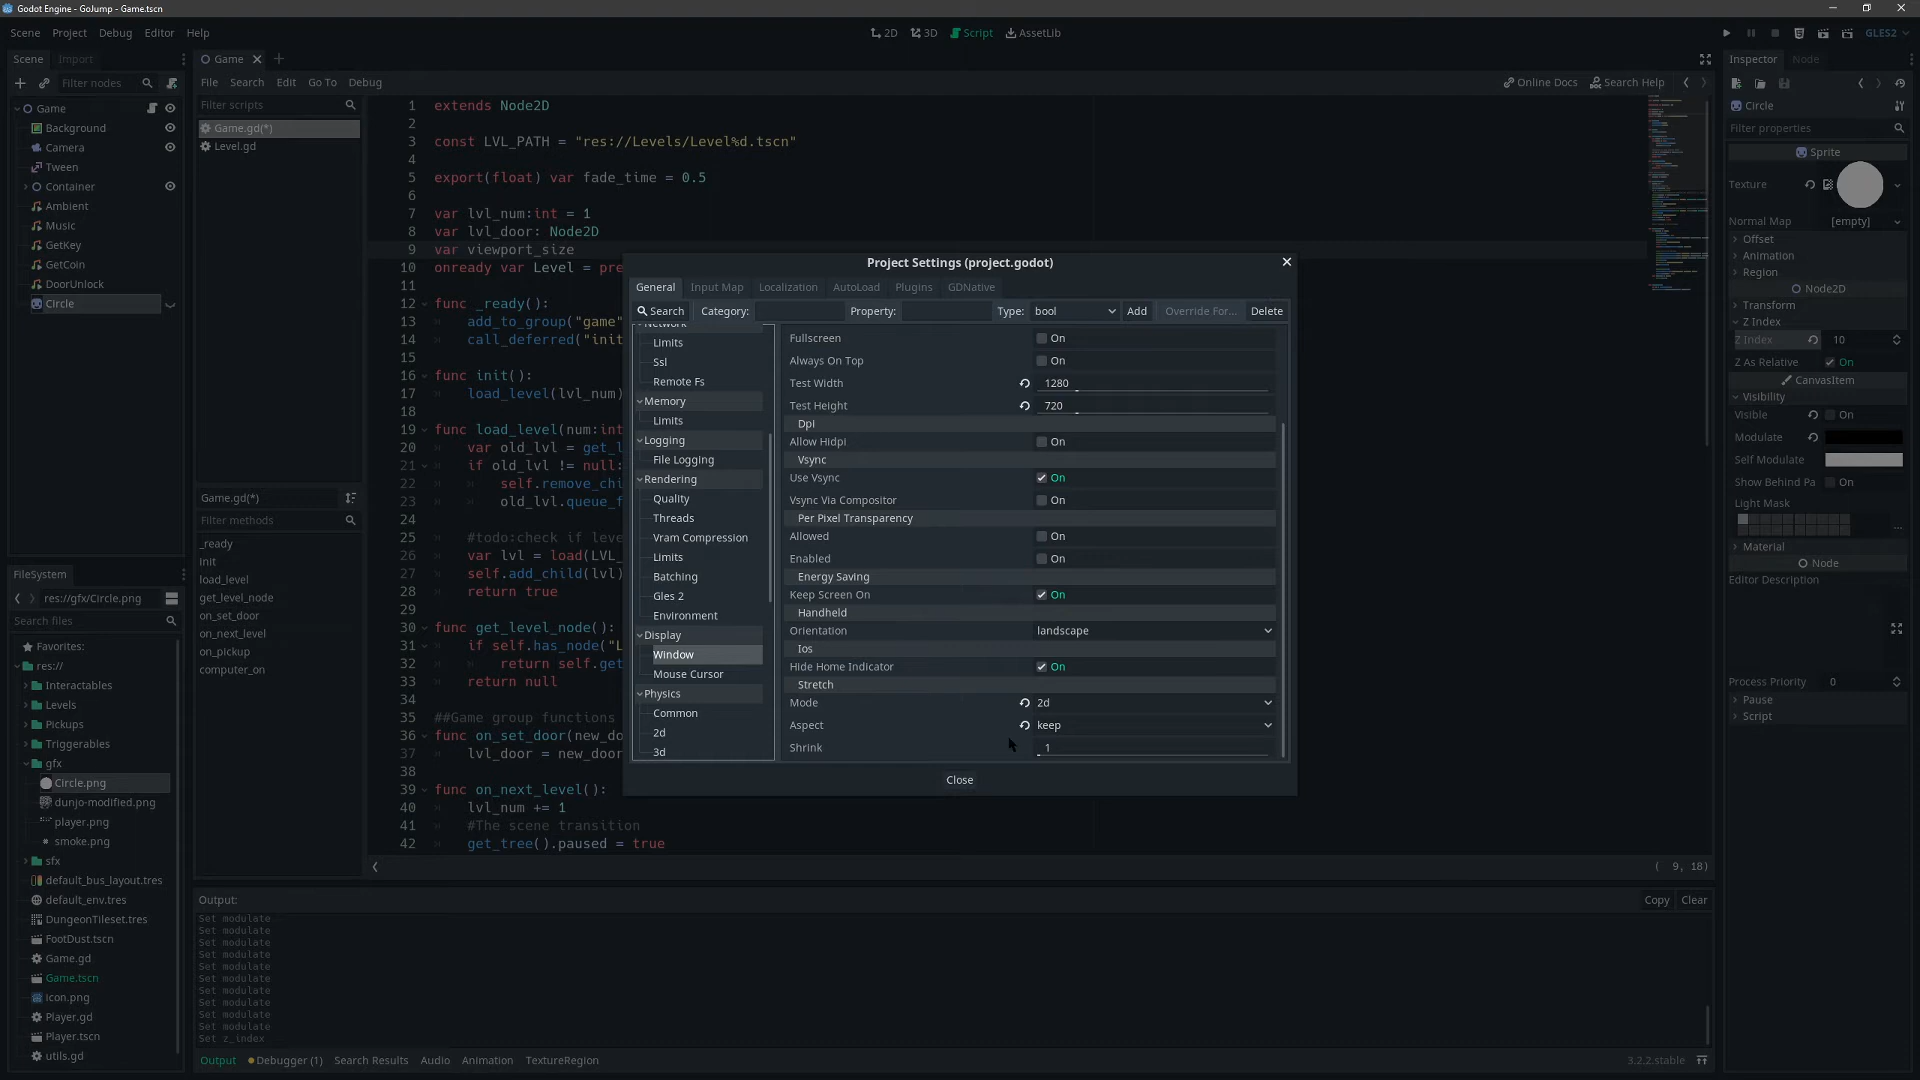 Godot Engine - GoJump - Game.tscn
Scene Project Debug Editor Help
2D 3D Script AssetLib
GLES2
Scene Import
Filter nodes
Game
Background
Camera
Tween
Container
Ambient
Music
GetKey
GetCoin
DoorUnlock
Circle
FileSystem
res://gfx/Circle.png
Search files
Favorites:
res://
Interactables
Levels
Pickups
Triggerables
gfx
Circle.png
dunjo-modified.png
player.png
smoke.png
sfx
default_bus_layout.tres
default_env.tres
DungeonTileset.tres
FootDust.tscn
Game.gd
Game.tscn
icon.png
Player.gd
Player.tscn
utils.gd
Game
File Search Edit Go To Debug
Online Docs Search Help
Filter scripts
Game.gd(*)
Level.gd
Game.gd(*)
Filter methods
_ready
init
load_level
get_level_node
on_set_door
on_next_level
on_pickup
computer_on
1 extends Node2D
2
3 const LVL_PATH = "res://Levels/Level%d.tscn"
4
5 export(float) var fade_time = 0.5
6
7 var lvl_num:int = 1
8 var lvl_door: Node2D
9 var viewport_size
10 onready var Level = pre
11
12 func _ready():
13 add_to_group("game"
14 call_deferred("init
15
16 func init():
17 load_level(lvl_num)
18
19 func load_level(num:int
20 var old_lvl = get_l
21 if old_lvl != null:
22 self.remove_chi
23 old_lvl.queue_f
24
25 #todo:check if leve
26 var lvl = load(LVL_
27 self.add_child(lvl)
28 return true
29
30 func get_level_node():
31 if self.has_node("L
32 return self.get
33 return null
34
35 ##Game group functions
36 func on_set_door(new_do
37 lvl_door = new_door
38
39 func on_next_level():
40 lvl_num += 1
41 #The scene transition
42 get_tree().paused = true
( 9, 18)
Project Settings (project.godot)
General Input Map Localization AutoLoad Plugins GDNative
Search Category: Property: Type: bool Add Override For... Delete
Network
Limits
Ssl
Remote Fs
Memory
Limits
Logging
File Logging
Rendering
Quality
Threads
Vram Compression
Limits
Batching
Gles 2
Environment
Display
Window
Mouse Cursor
Physics
Common
2d
3d
Fullscreen On
Always On Top On
Test Width 1280
Test Height 720
Dpi
Allow Hidpi On
Vsync
Use Vsync On
Vsync Via Compositor On
Per Pixel Transparency
Allowed On
Enabled On
Energy Saving
Keep Screen On On
Handheld
Orientation landscape
Ios
Hide Home Indicator On
Stretch
Mode 2d
Aspect keep
Shrink 1
Close
Output:
Copy Clear
Set modulate
Set modulate
Set modulate
Set modulate
Set modulate
Set modulate
Set modulate
Set modulate
Set modulate
Set modulate
Set z_index
Output Debugger (1) Search Results Audio Animation TextureRegion
3.2.2.stable
Inspector Node
Circle
Filter properties
Sprite
Texture
Normal Map [empty]
Offset
Animation
Region
Node2D
Transform
Z Index
Z Index 10
Z As Relative On
CanvasItem
Visibility
Visible On
Modulate
Self Modulate
Show Behind Pa On
Light Mask
...
Material
Node
Editor Description
Process Priority 0
Pause
Script